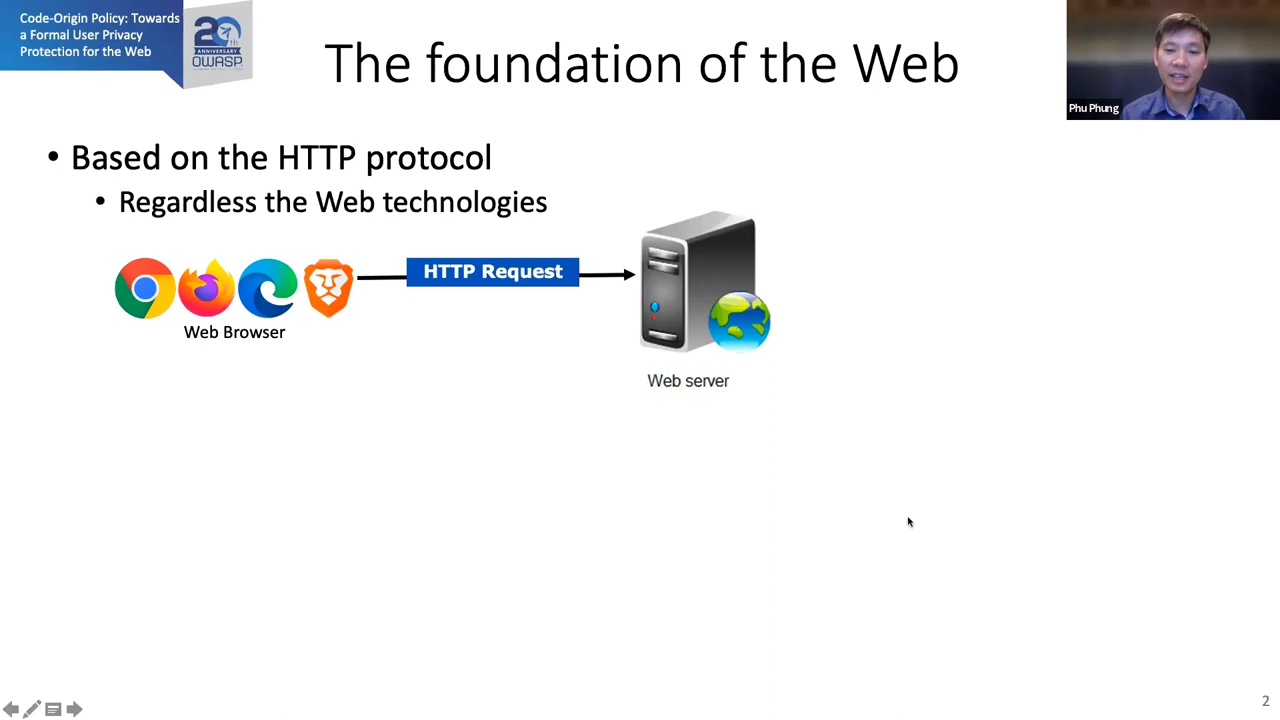 Code-Origin Policy: Towards
a Formal User Privacy
Protection for the Web
20th
ANNIVERSARY
OWASP
The foundation of the Web
Phu Phung
• Based on the HTTP protocol
• Regardless the Web technologies
HTTP Request
Web Browser
Web server
2